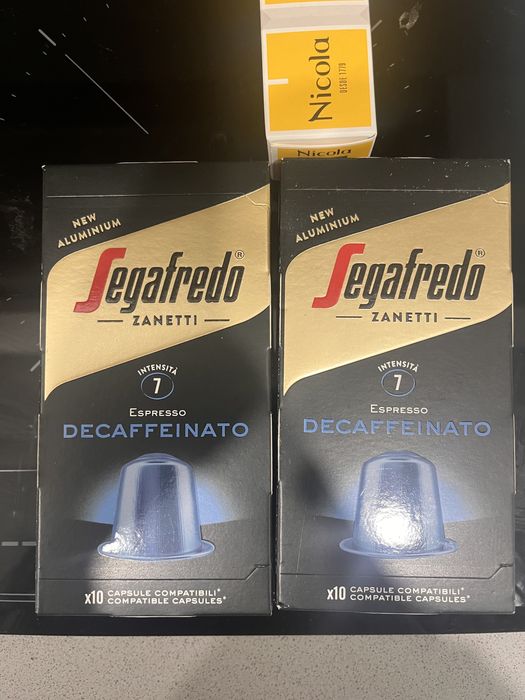 Nicola
DESDE 1779
Nicola
NEW
ALUMINIUM
Segafredo®
ZANETTI
INTENSITÀ
7
ESPRESSO
DECAFFEINATO
x10 CAPSULE COMPATIBILI*
COMPATIBLE CAPSULES*
NEW
ALUMINIUM
Segafredo®
ZANETTI
INTENSITÀ
7
ESPRESSO
DECAFFEINATO
x10 CAPSULE COMPATIBILI*
COMPATIBLE CAPSULES*